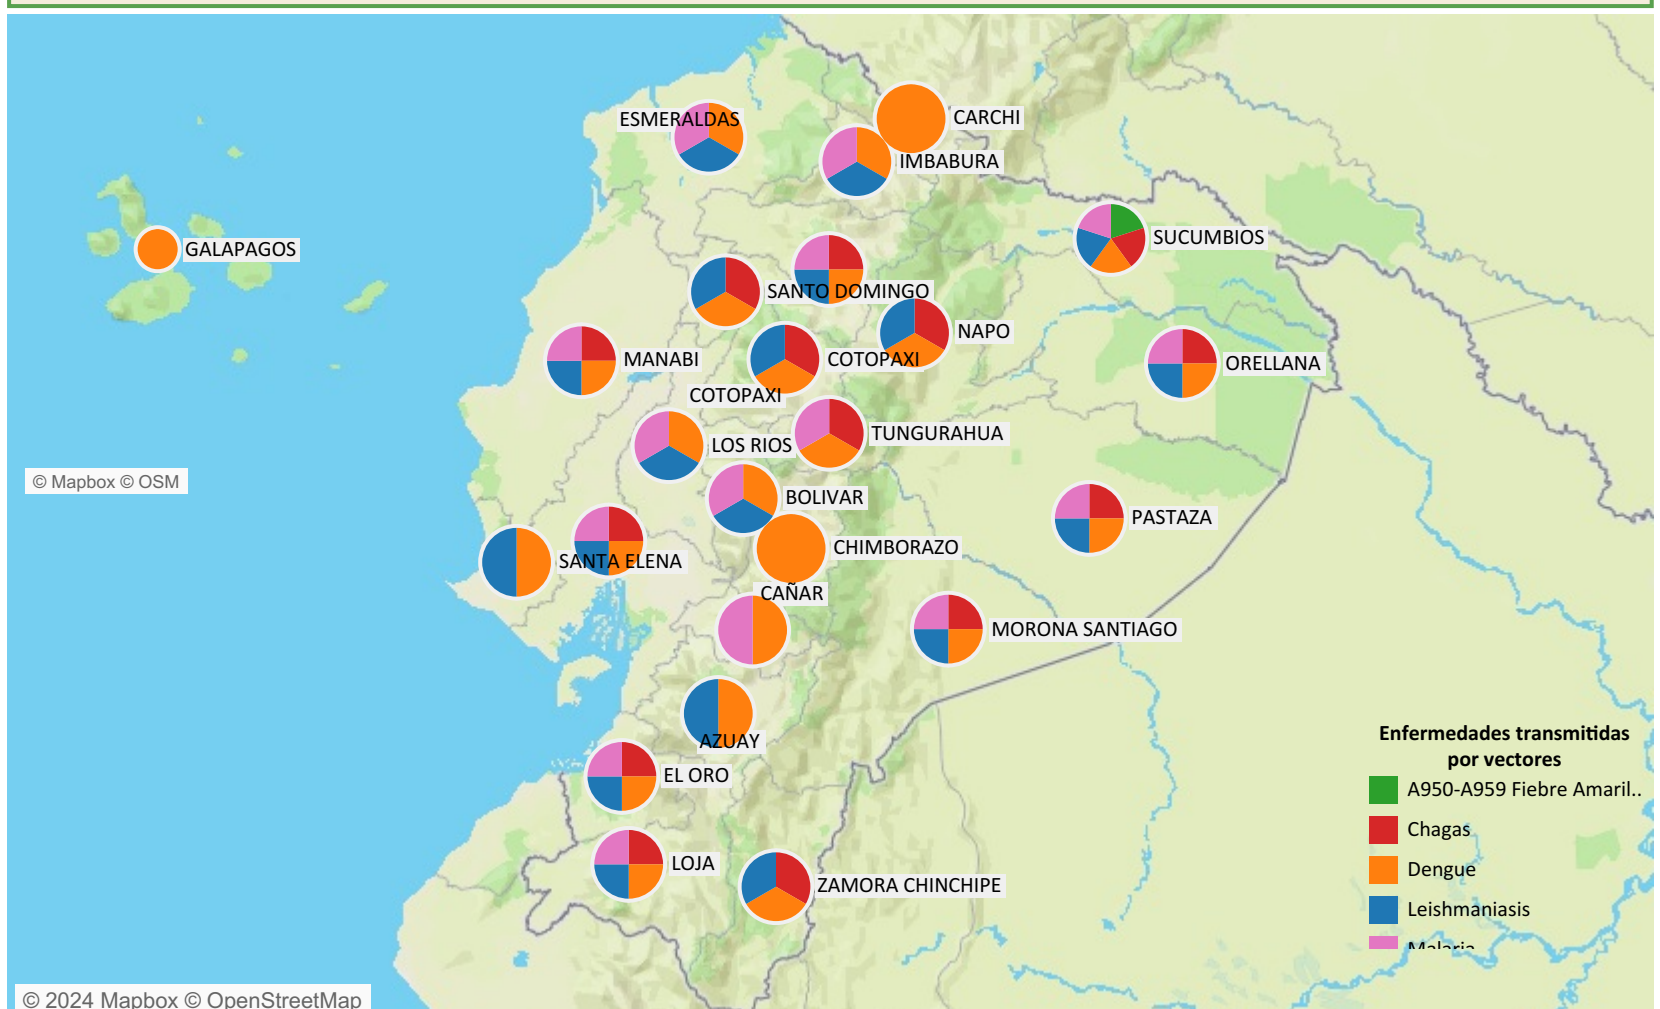 ESMERALDAS
CARCHI
IMBABURA
SUCUMBIOS
GALAPAGOS
SANTO DOMINGO
NAPO
MANABI
COTOPAXI
ORELLANA
COTOPAXI
TUNGURAHUA
LOS RIOS
© Mapbox © OSM
BOLIVAR
PASTAZA
CHIMBORAZO
SANTA ELENA
CAÑAR
MORONA SANTIAGO
AZUAY
EL ORO
LOJA
ZAMORA CHINCHIPE
Enfermedades transmitidas
por vectores
A950-A959 Fiebre Amaril..
Chagas
Dengue
Leishmaniasis
Malaria
© 2024 Mapbox © OpenStreetMap